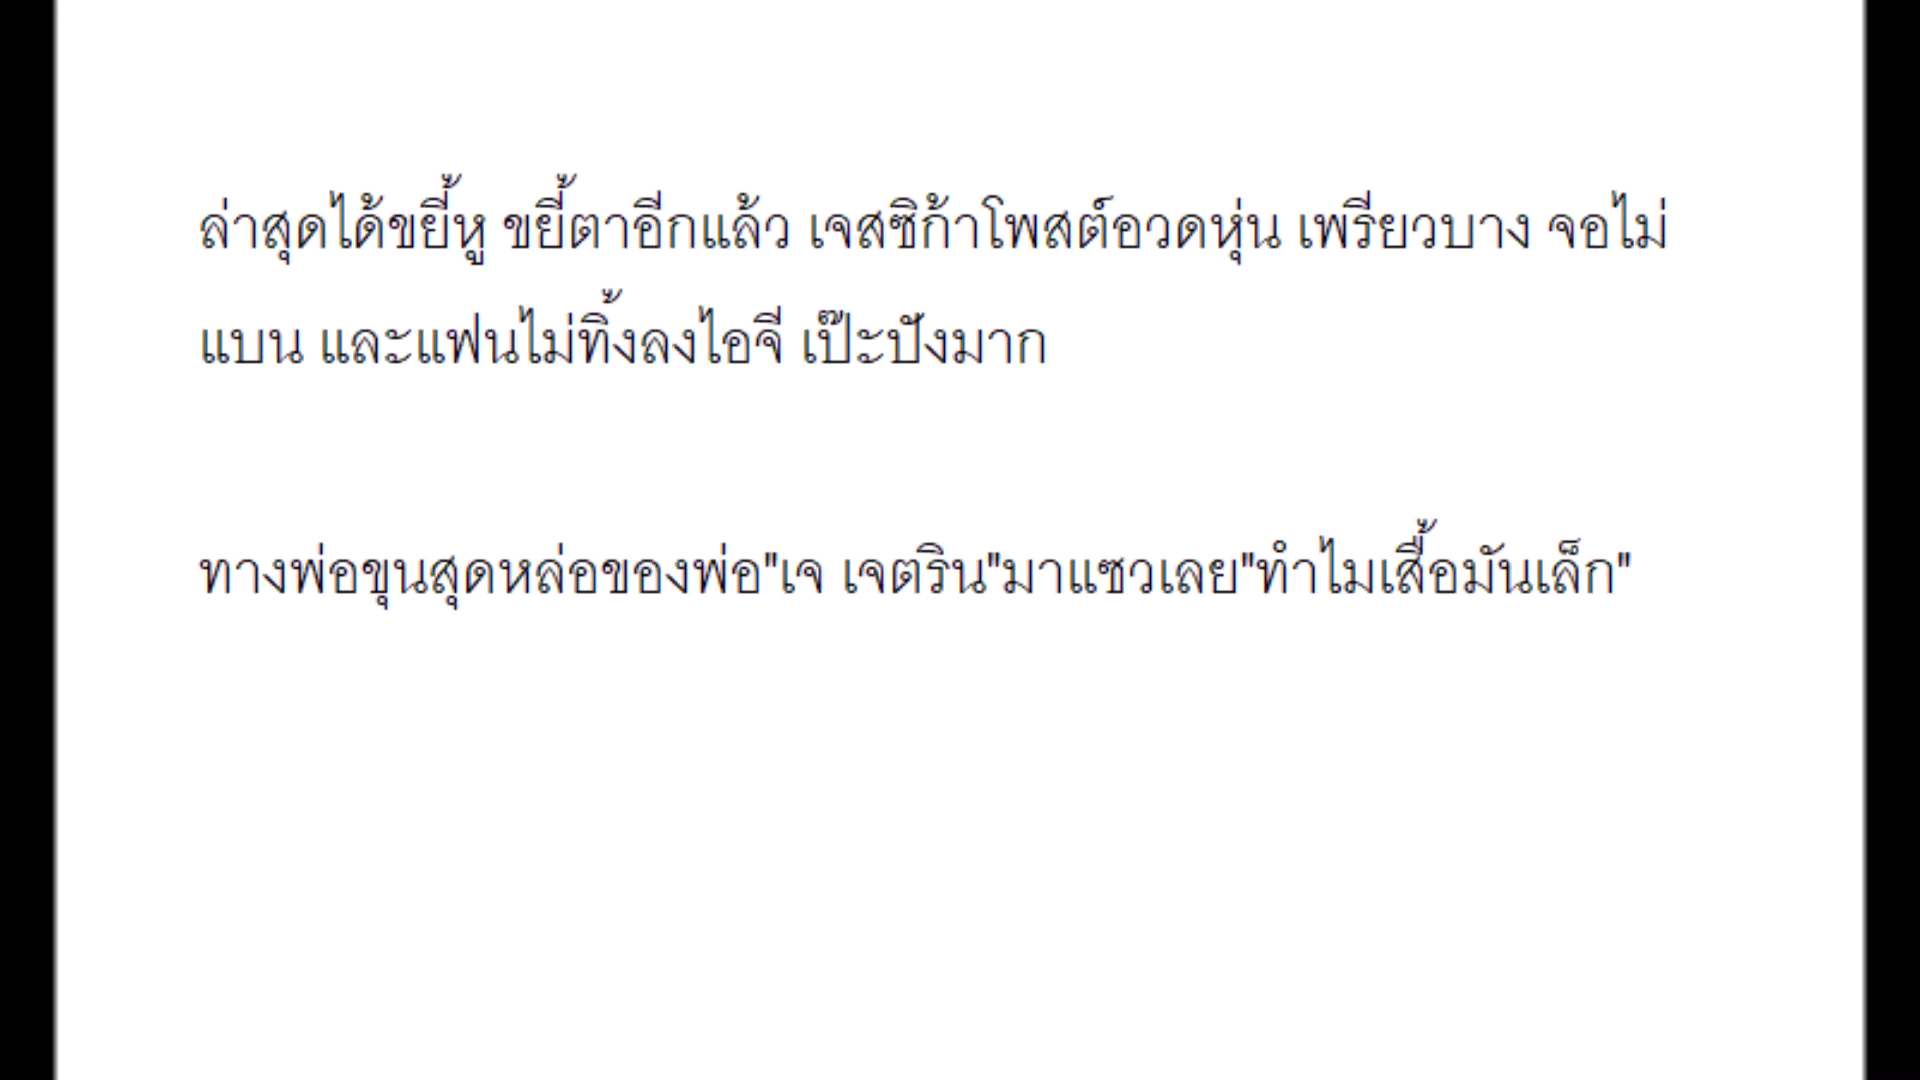 ล่าสุดได้ขยี้หู ขยี้ตาอีกแล้ว เจสซิก้าโพสต์อวดหุ่น เพรียวบาง จอไม่
แบน และแฟนไม่ทิ้งลงไอจี เป๊ะปังมาก
ทางพ่อขุนสุดหล่อของพ่อ"เจ เจตริน"มาแซวเลย"ทำไมเสื้อมันเล็ก"